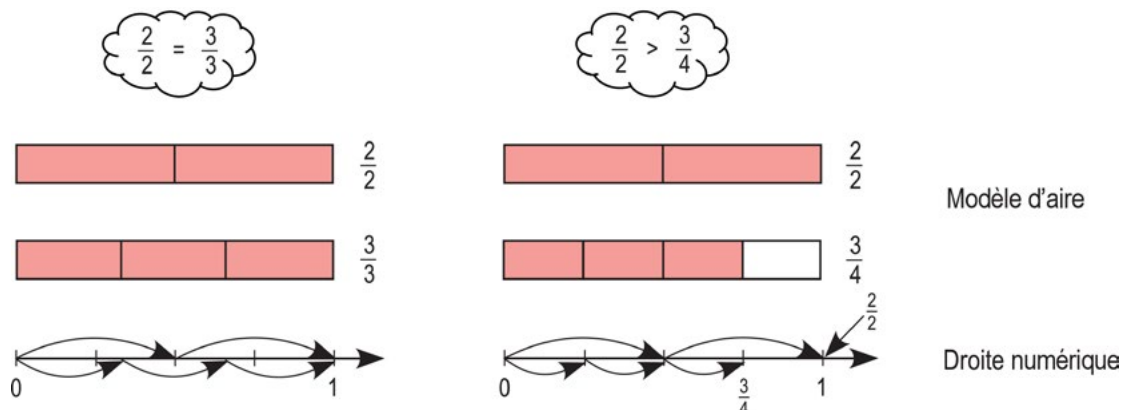 2/2 = 3/3
2/2 > 3/4
2/2
2/2
Modèle d'aire
3/3
3/4
2/2
Droite numérique
0 1
0 3/4 1